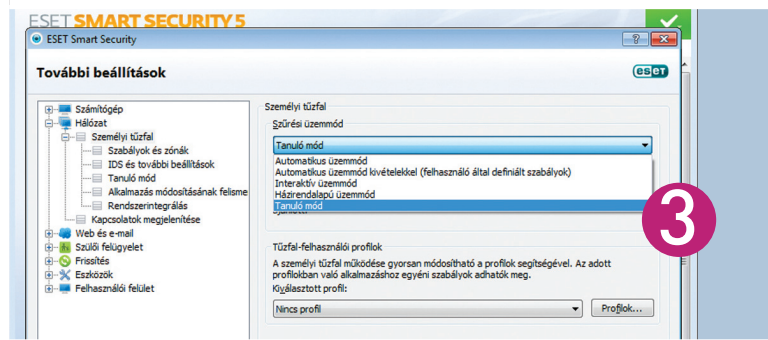 ESET SMART SECURITY 5
ESET Smart Security
További beállítások
eset
Számítógép
Hálózat
Személyi tűzfal
Szabályok és zónák
IDS és további beállítások
Tanuló mód
Alkalmazás módosításának felisme
Rendszerintegrálás
Kapcsolatok megjelenítése
Web és e-mail
Szülői felügyelet
Frissítés
Eszközök
Felhasználói felület
Személyi tűzfal
Szűrési üzemmód
Tanuló mód
Automatikus üzemmód
Automatikus üzemmód kivételekkel (felhasználó által definiált szabályok)
Interaktív üzemmód
Házirendalapú üzemmód
Tanuló mód
3
Tűzfal-felhasználói profilok
A személyi tűzfal működése gyorsan módosítható a profilok segítségével. Az adott
profilokban való alkalmazáshoz egyéni szabályok adhatók meg.
Kiválasztott profil:
Nincs profil
Profilok...